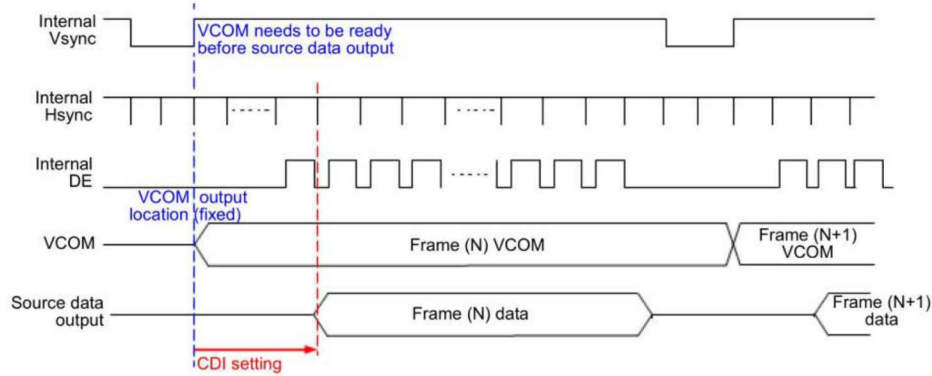 Internal
Vsync
VCOM needs to be ready
before source data output
Internal
Hsync
Internal
DE
VCOM output
location (fixed)
VCOM
Frame (N) VCOM
Frame (N+1)
VCOM
Source data
output
Frame (N) data
Frame (N+1)
data
CDI setting